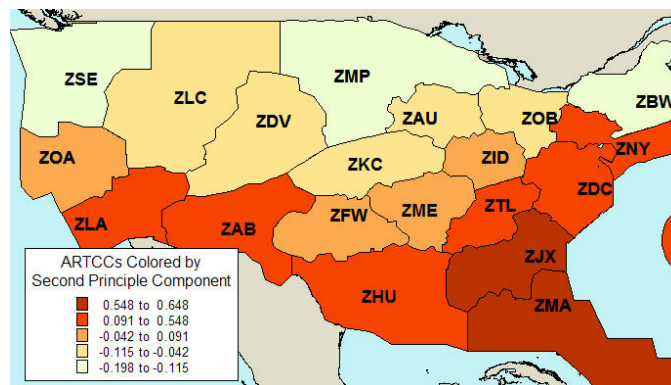 ZSE
ZMP
ZLC
ZBW
ZDV
ZAU
ZOB
ZOA
ZKC
ZID
ZNY
ZDC
ZLA
ZAB
ZFW
ZME
ZTL
ZJX
ZHU
ZMA
ARTCCs Colored by
Second Principle Component
0.548 to 0.648
0.091 to 0.548
-0.042 to 0.091
-0.115 to -0.042
-0.198 to -0.115